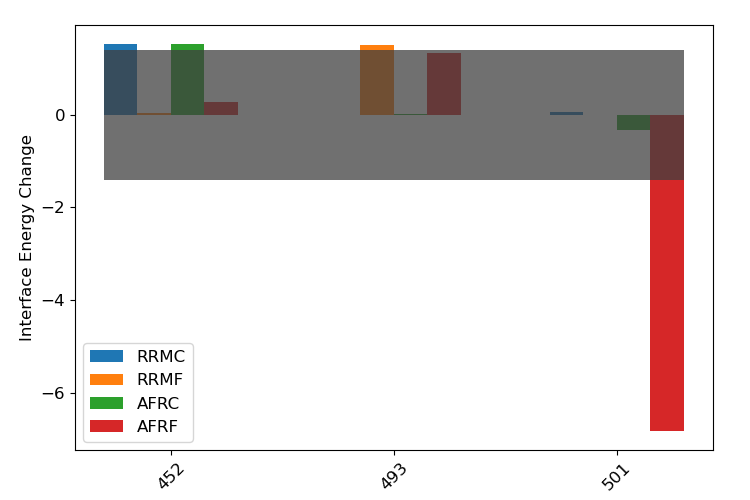 Interface Energy Change
0
−2
−4
−6
RRMC
RRMF
AFRC
AFRF
452
493
501